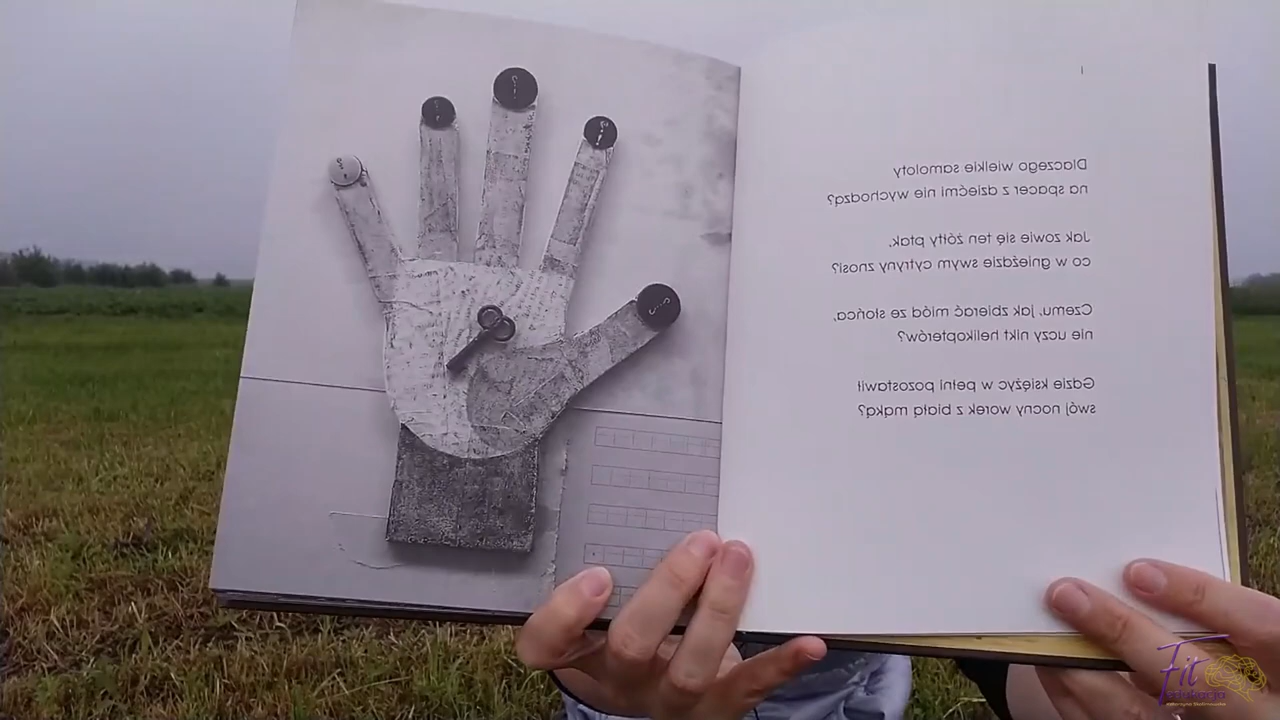 I
Dlaczego wielkie samoloty
na spacer z dziećmi nie wychodzą?
Jak zowie się ten żółty ptak,
co w gnieździe swym cytryny znosi?
Czemu, jak zbierać miód ze słońca,
nie uczy nikt helikopterów?
Gdzie księżyc w pełni pozostawił
swój nocny worek z białą mąką?
Fit
edukacja